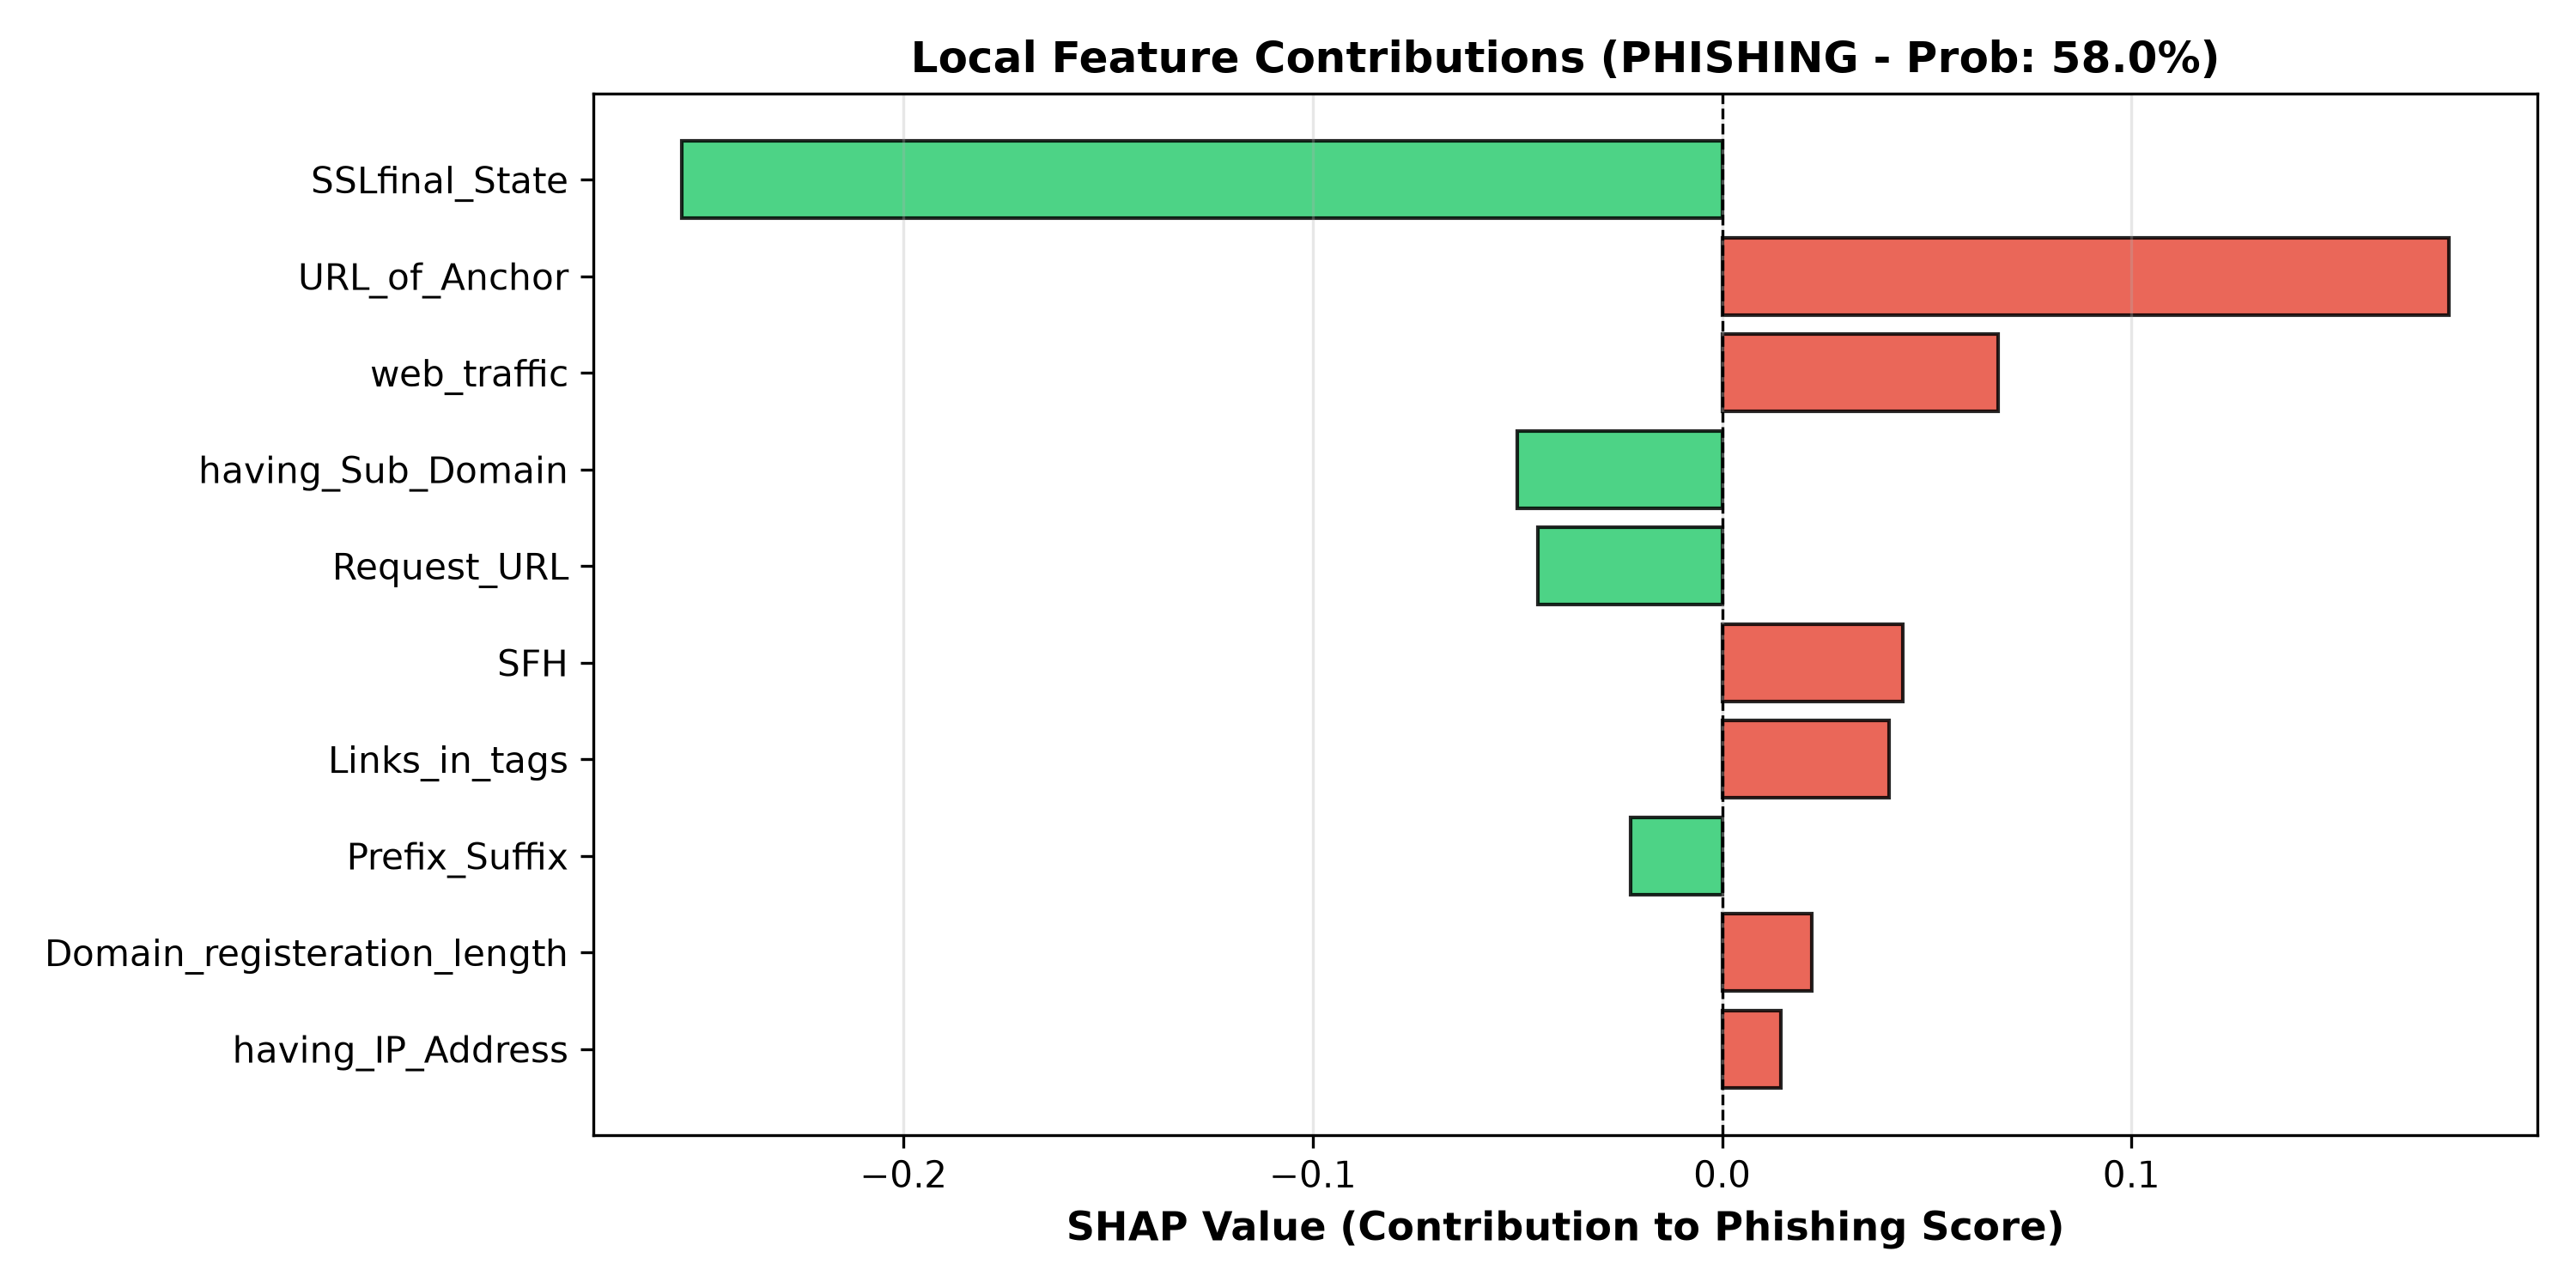 Local Feature Contributions (PHISHING - Prob: 58.0%)
SSLfinal_State
URL_of_Anchor
web_traffic
having_Sub_Domain
Request_URL
SFH
Links_in_tags
Prefix_Suffix
Domain_registeration_length
having_IP_Address
−0.2 −0.1 0.0 0.1
SHAP Value (Contribution to Phishing Score)